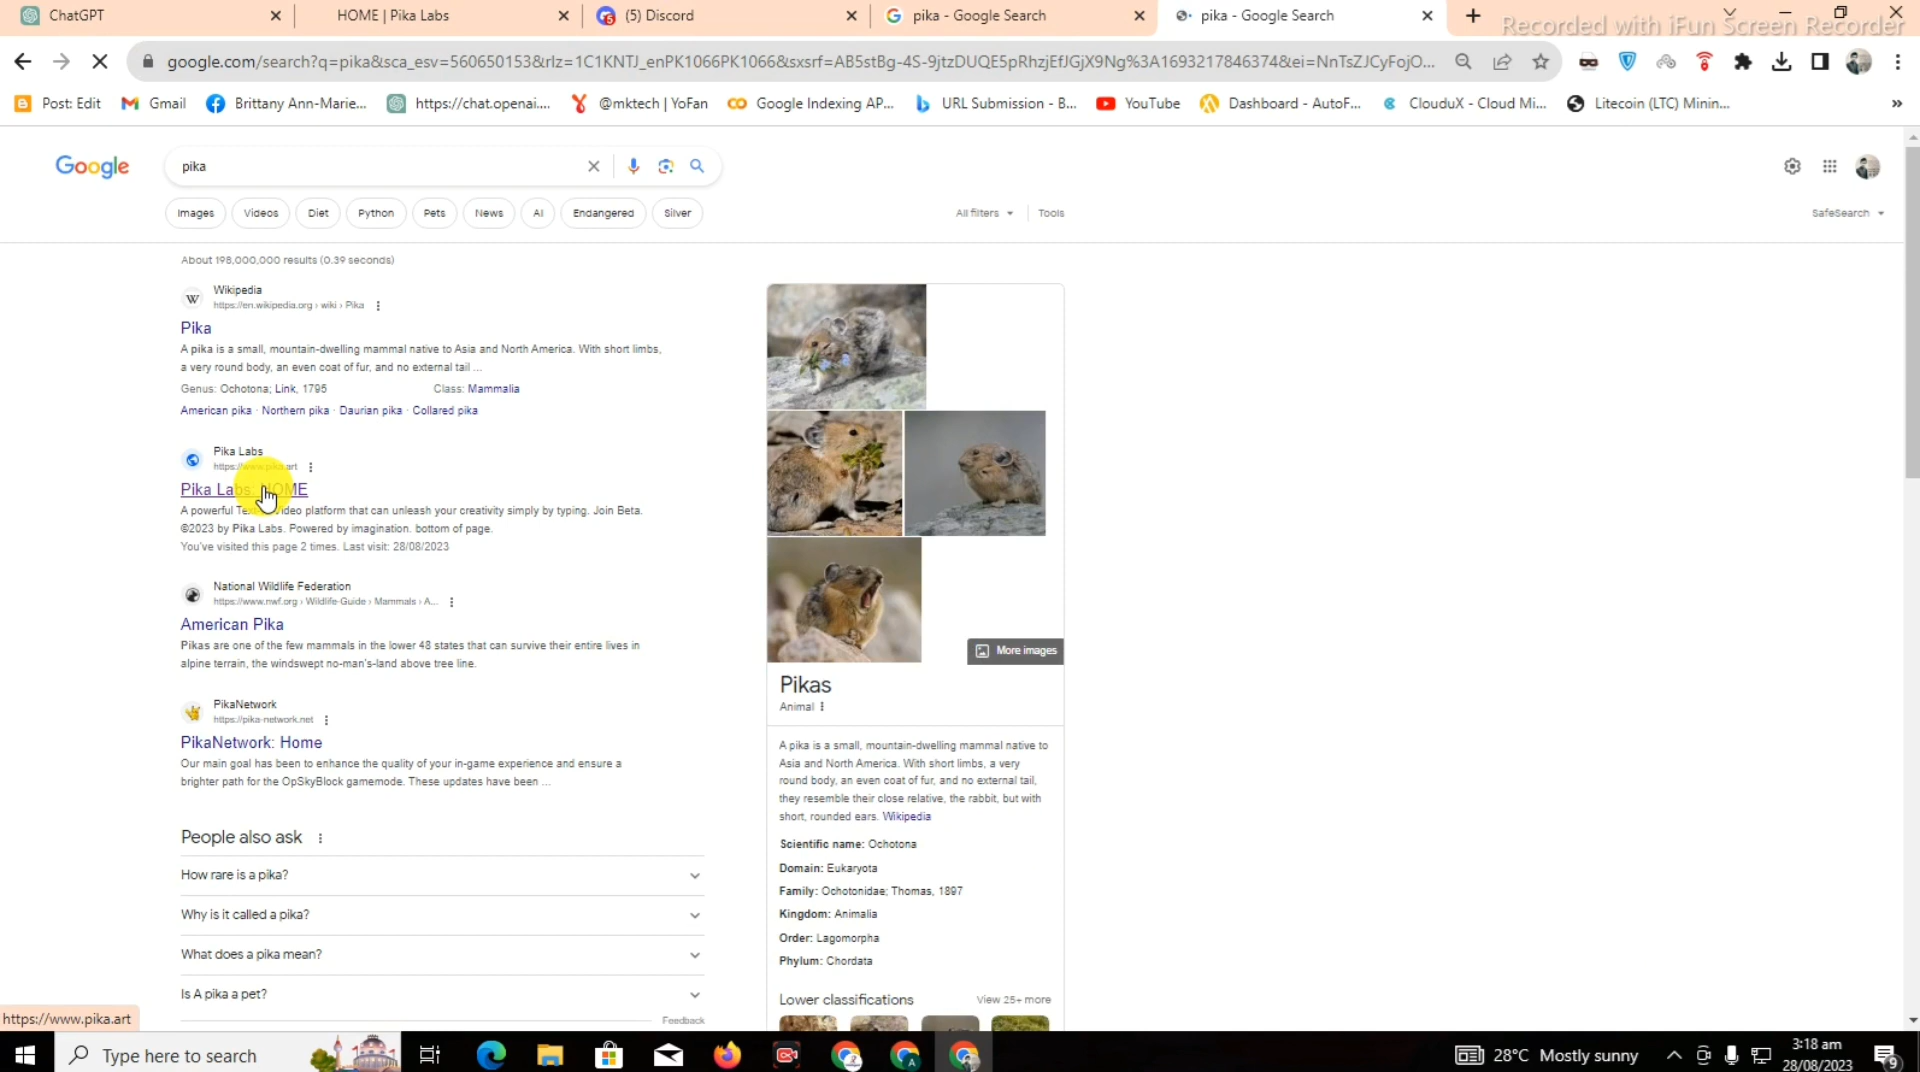 ChatGPT
HOME | Pika Labs
(5) Discord
pika - Google Search
pika - Google Search
Recorded with iFun Screen Recorder
google.com/search?q=pika&sca_esv=560650153&rlz=1C1KNTJ_enPK1066PK1066&sxsrf=AB5stBg-4S-9jtzDUQE5pRhzjEfJGjX9Ng%3A1693217846374&ei=NnTsZJCyFojO...
Post: Edit
Gmail
Brittany Ann-Marie...
https://chat.openai....
@mktech | YoFan
Google Indexing AP...
URL Submission - B...
YouTube
Dashboard - AutoF...
ClouduX - Cloud Mi...
Litecoin (LTC) Minin...
»
Google
pika
Images
Videos
Diet
Python
Pets
News
AI
Endangered
Silver
All filters
Tools
SafeSearch
About 198,000,000 results (0.39 seconds)
W
Wikipedia
https://en.wikipedia.org › wiki › Pika
Pika
A pika is a small, mountain-dwelling mammal native to Asia and North America. With short limbs,
a very round body, an even coat of fur, and no external tail ...
Genus: Ochotona; Link, 1795
Class: Mammalia
American pika · Northern pika · Daurian pika · Collared pika
Pika Labs
https://www.pika.art
Pika Labs: HOME
A powerful Text-to-Video platform that can unleash your creativity simply by typing. Join Beta.
©2023 by Pika Labs. Powered by imagination. bottom of page.
You've visited this page 2 times. Last visit: 28/08/2023
National Wildlife Federation
https://www.nwf.org › Wildlife-Guide › Mammals › A...
American Pika
Pikas are one of the few mammals in the lower 48 states that can survive their entire lives in
alpine terrain, the windswept no-man's-land above tree line.
PikaNetwork
https://pika-network.net
PikaNetwork: Home
Our main goal has been to enhance the quality of your in-game experience and ensure a
brighter path for the OpSkyBlock gamemode. These updates have been ...
People also ask
How rare is a pika?
Why is it called a pika?
What does a pika mean?
Is A pika a pet?
Feedback
More images
Pikas
Animal
A pika is a small, mountain-dwelling mammal native to
Asia and North America. With short limbs, a very
round body, an even coat of fur, and no external tail,
they resemble their close relative, the rabbit, but with
short, rounded ears. Wikipedia
Scientific name: Ochotona
Domain: Eukaryota
Family: Ochotonidae; Thomas, 1897
Kingdom: Animalia
Order: Lagomorpha
Phylum: Chordata
Lower classifications
View 25+ more
https://www.pika.art
Type here to search
28°C Mostly sunny
3:18 am
28/08/2023
9